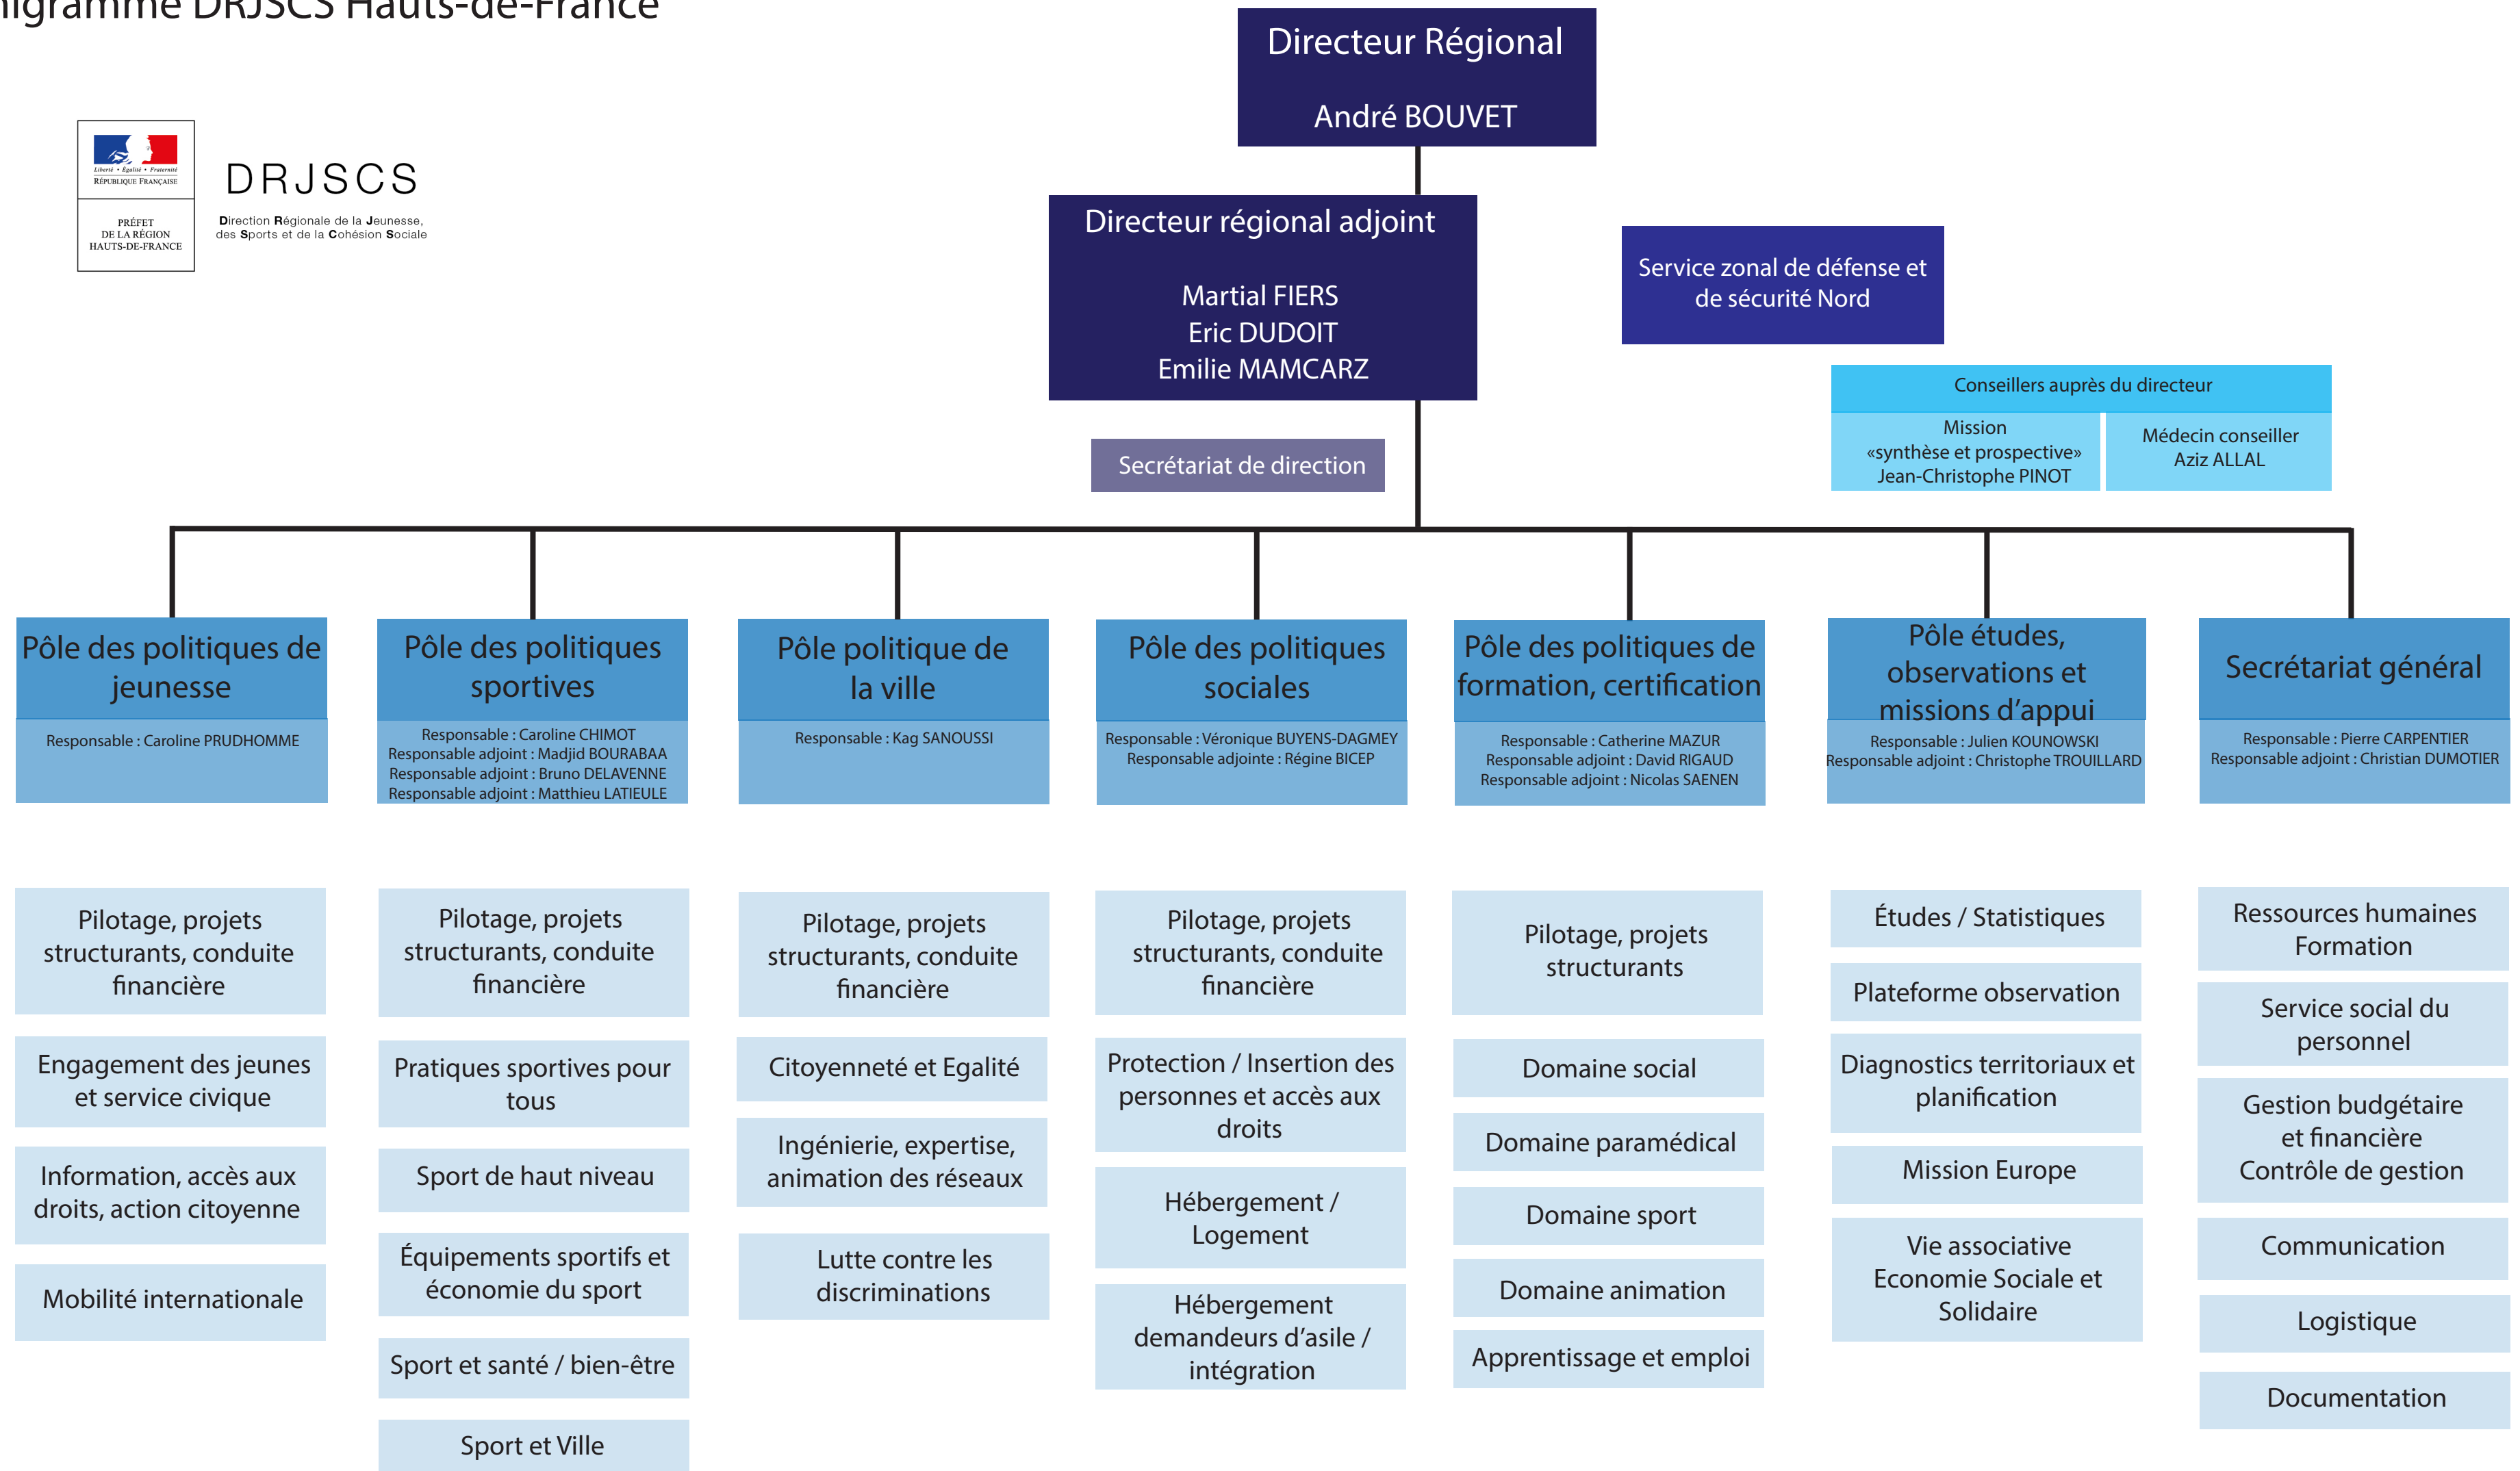 nigramme DRJSCS Hauts-de-France
Liberté • Égalité • Fraternité
RÉPUBLIQUE FRANÇAISE
PRÉFET
DE LA RÉGION
HAUTS-DE-FRANCE
DRJSCS
Direction Régionale de la Jeunesse,
des Sports et de la Cohésion Sociale
Directeur Régional
André BOUVET
Directeur régional adjoint
Martial FIERS
Eric DUDOIT
Emilie MAMCARZ
Service zonal de défense et
de sécurité Nord
Conseillers auprès du directeur
Mission
«synthèse et prospective»
Jean-Christophe PINOT
Médecin conseiller
Aziz ALLAL
Secrétariat de direction
Pôle des politiques de
jeunesse
Responsable : Caroline PRUDHOMME
Pilotage, projets
structurants, conduite
financière
Engagement des jeunes
et service civique
Information, accès aux
droits, action citoyenne
Mobilité internationale
Pôle des politiques
sportives
Responsable : Caroline CHIMOT
Responsable adjoint : Madjid BOURABAA
Responsable adjoint : Bruno DELAVENNE
Responsable adjoint : Matthieu LATIEULE
Pilotage, projets
structurants, conduite
financière
Pratiques sportives pour
tous
Sport de haut niveau
Équipements sportifs et
économie du sport
Sport et santé / bien-être
Sport et Ville
Pôle politique de
la ville
Responsable : Kag SANOUSSI
Pilotage, projets
structurants, conduite
financière
Citoyenneté et Egalité
Ingénierie, expertise,
animation des réseaux
Lutte contre les
discriminations
Pôle des politiques
sociales
Responsable : Véronique BUYENS-DAGMEY
Responsable adjointe : Régine BICEP
Pilotage, projets
structurants, conduite
financière
Protection / Insertion des
personnes et accès aux
droits
Hébergement /
Logement
Hébergement
demandeurs d’asile /
intégration
Pôle des politiques de
formation, certification
Responsable : Catherine MAZUR
Responsable adjoint : David RIGAUD
Responsable adjoint : Nicolas SAENEN
Pilotage, projets
structurants
Domaine social
Domaine paramédical
Domaine sport
Domaine animation
Apprentissage et emploi
Pôle études,
observations et
missions d’appui
Responsable : Julien KOUNOWSKI
Responsable adjoint : Christophe TROUILLARD
Études / Statistiques
Plateforme observation
Diagnostics territoriaux et
planification
Mission Europe
Vie associative
Economie Sociale et
Solidaire
Secrétariat général
Responsable : Pierre CARPENTIER
Responsable adjoint : Christian DUMOTIER
Ressources humaines
Formation
Service social du
personnel
Gestion budgétaire
et financière
Contrôle de gestion
Communication
Logistique
Documentation